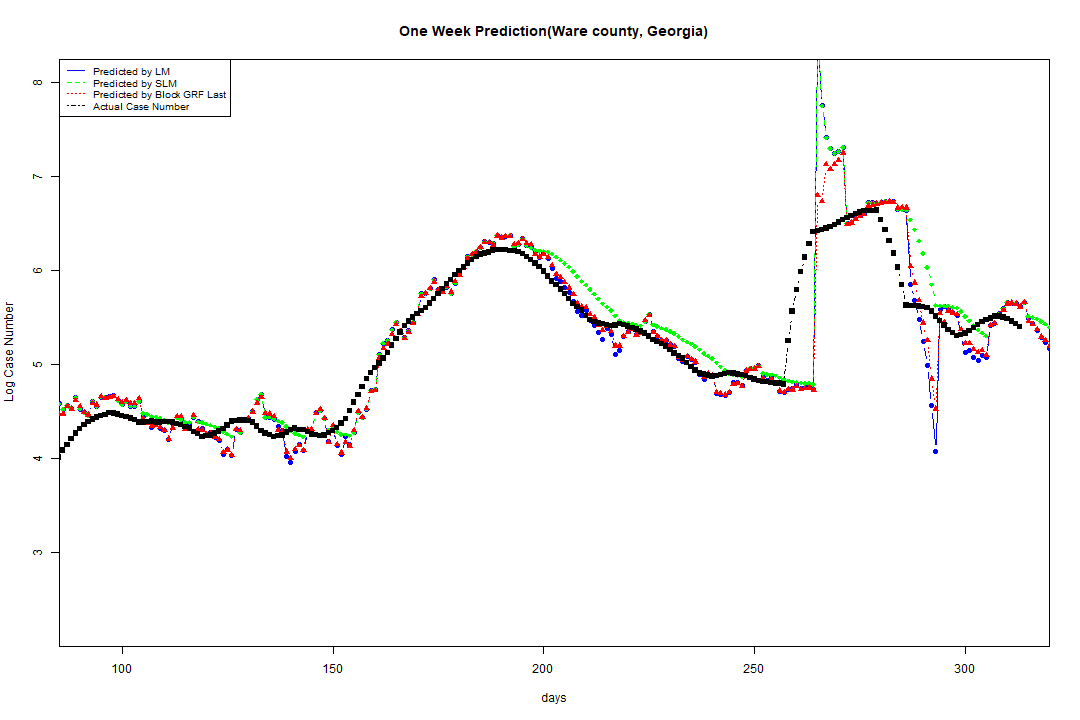 One Week Prediction(Ware county, Georgia)
Predicted by LM
Predicted by SLM
Predicted by Block GRF Last
Actual Case Number
Log Case Number
8
7
6
5
4
3
100 150 200 250 300
days